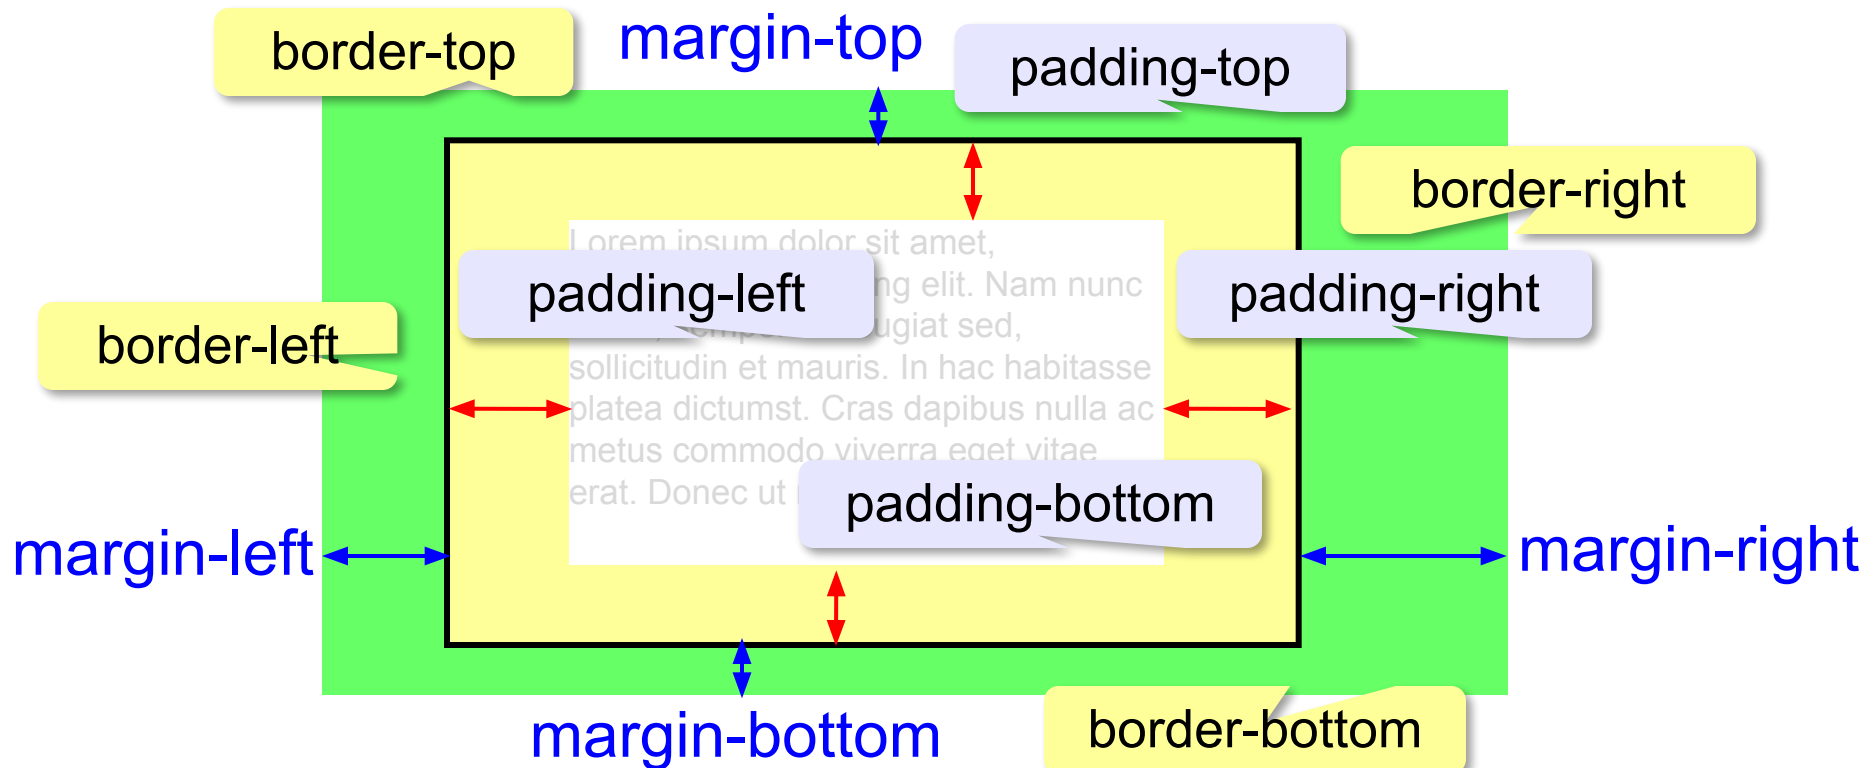 border-top
margin-top
padding-top
border-right
Lorem ipsum dolor sit amet,
padding-left
elit. Nam nunc
padding-right
border-left
sed,
sollicitudin et mauris. In hac habitasse
platea dictumst. Cras dapibus nulla ac
metus commodo viverra eget vitae
erat. Donec ut
padding-bottom
margin-left
margin-right
margin-bottom
border-bottom